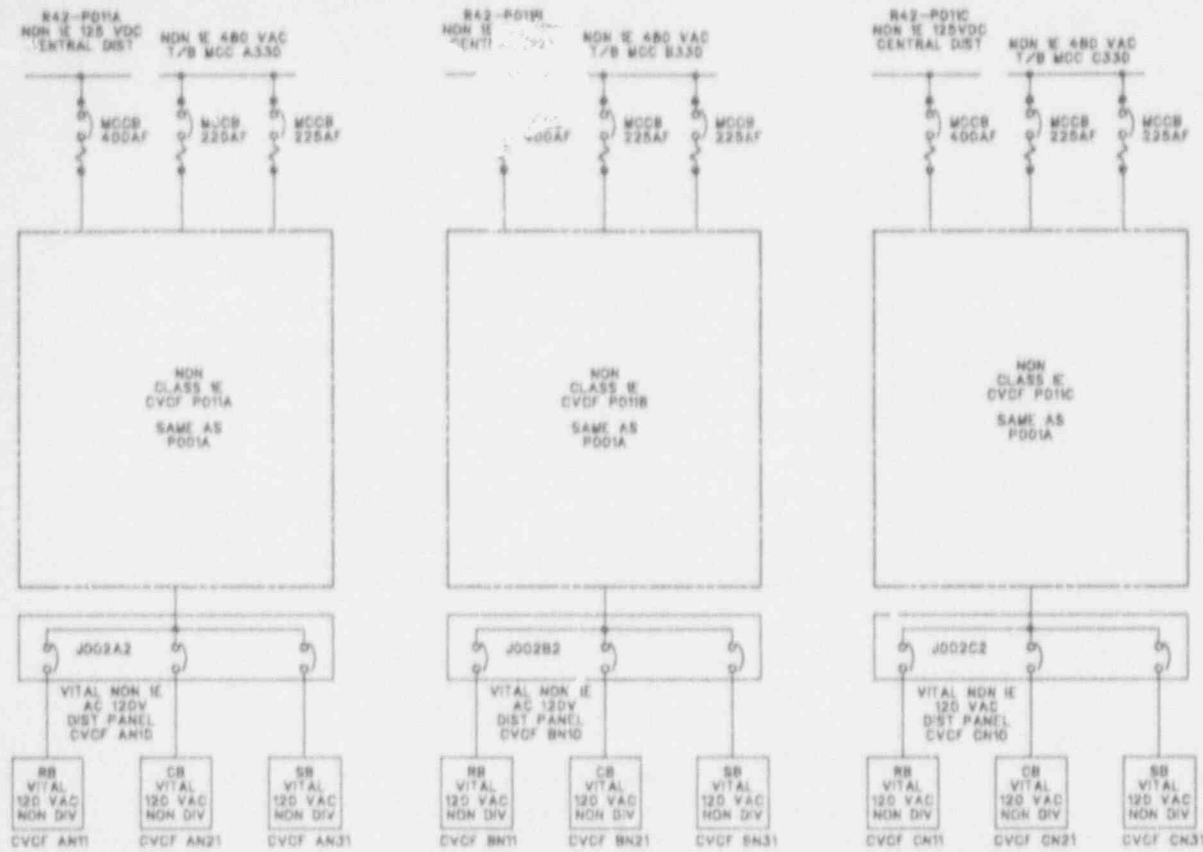 R42-P011A
NON 1E 125 VDC
CENTRAL DIST
NON 1E 480 VAC
T/B MCC A330
MCCB
400AF
MCCB
225AF
MCCB
225AF
NON
CLASS 1E
CVCF P011A
SAME AS
P001A
J002A2
VITAL NON 1E
AC 120V
DIST PANEL
CVCF AN10
RB
VITAL
120 VAC
NON DIV
CVCF AN11
CB
VITAL
120 VAC
NON DIV
CVCF AN21
SB
VITAL
120 VAC
NON DIV
CVCF AN31
NON
NON 1E 480 VAC
T/B MCC B330
400AF
MCCB
225AF
MCCB
225AF
NON
CLASS 1E
CVCF P011B
SAME AS
P001A
J002B2
VITAL NON 1E
AC 120V
DIST PANEL
CVCF BN10
RB
VITAL
120 VAC
NON DIV
CVCF BN11
CB
VITAL
120 VAC
NON DIV
CVCF BN21
SB
VITAL
120 VAC
NON DIV
CVCF BN31
R42-P011C
NON 1E 125VDC
CENTRAL DIST
NON 1E 480 VAC
T/B MCC C330
MCCB
400AF
MCCB
225AF
MCCB
225AF
NON
CLASS 1E
CVCF P011C
SAME AS
P001A
J002C2
VITAL NON 1E
120 VAC
DIST PANEL
CVCF CN10
RB
VITAL
120 VAC
NON DIV
CVCF CN11
CB
VITAL
120 VAC
NON DIV
CVCF CN21
SB
VITAL
120 VAC
NON DIV
CVCF CN31